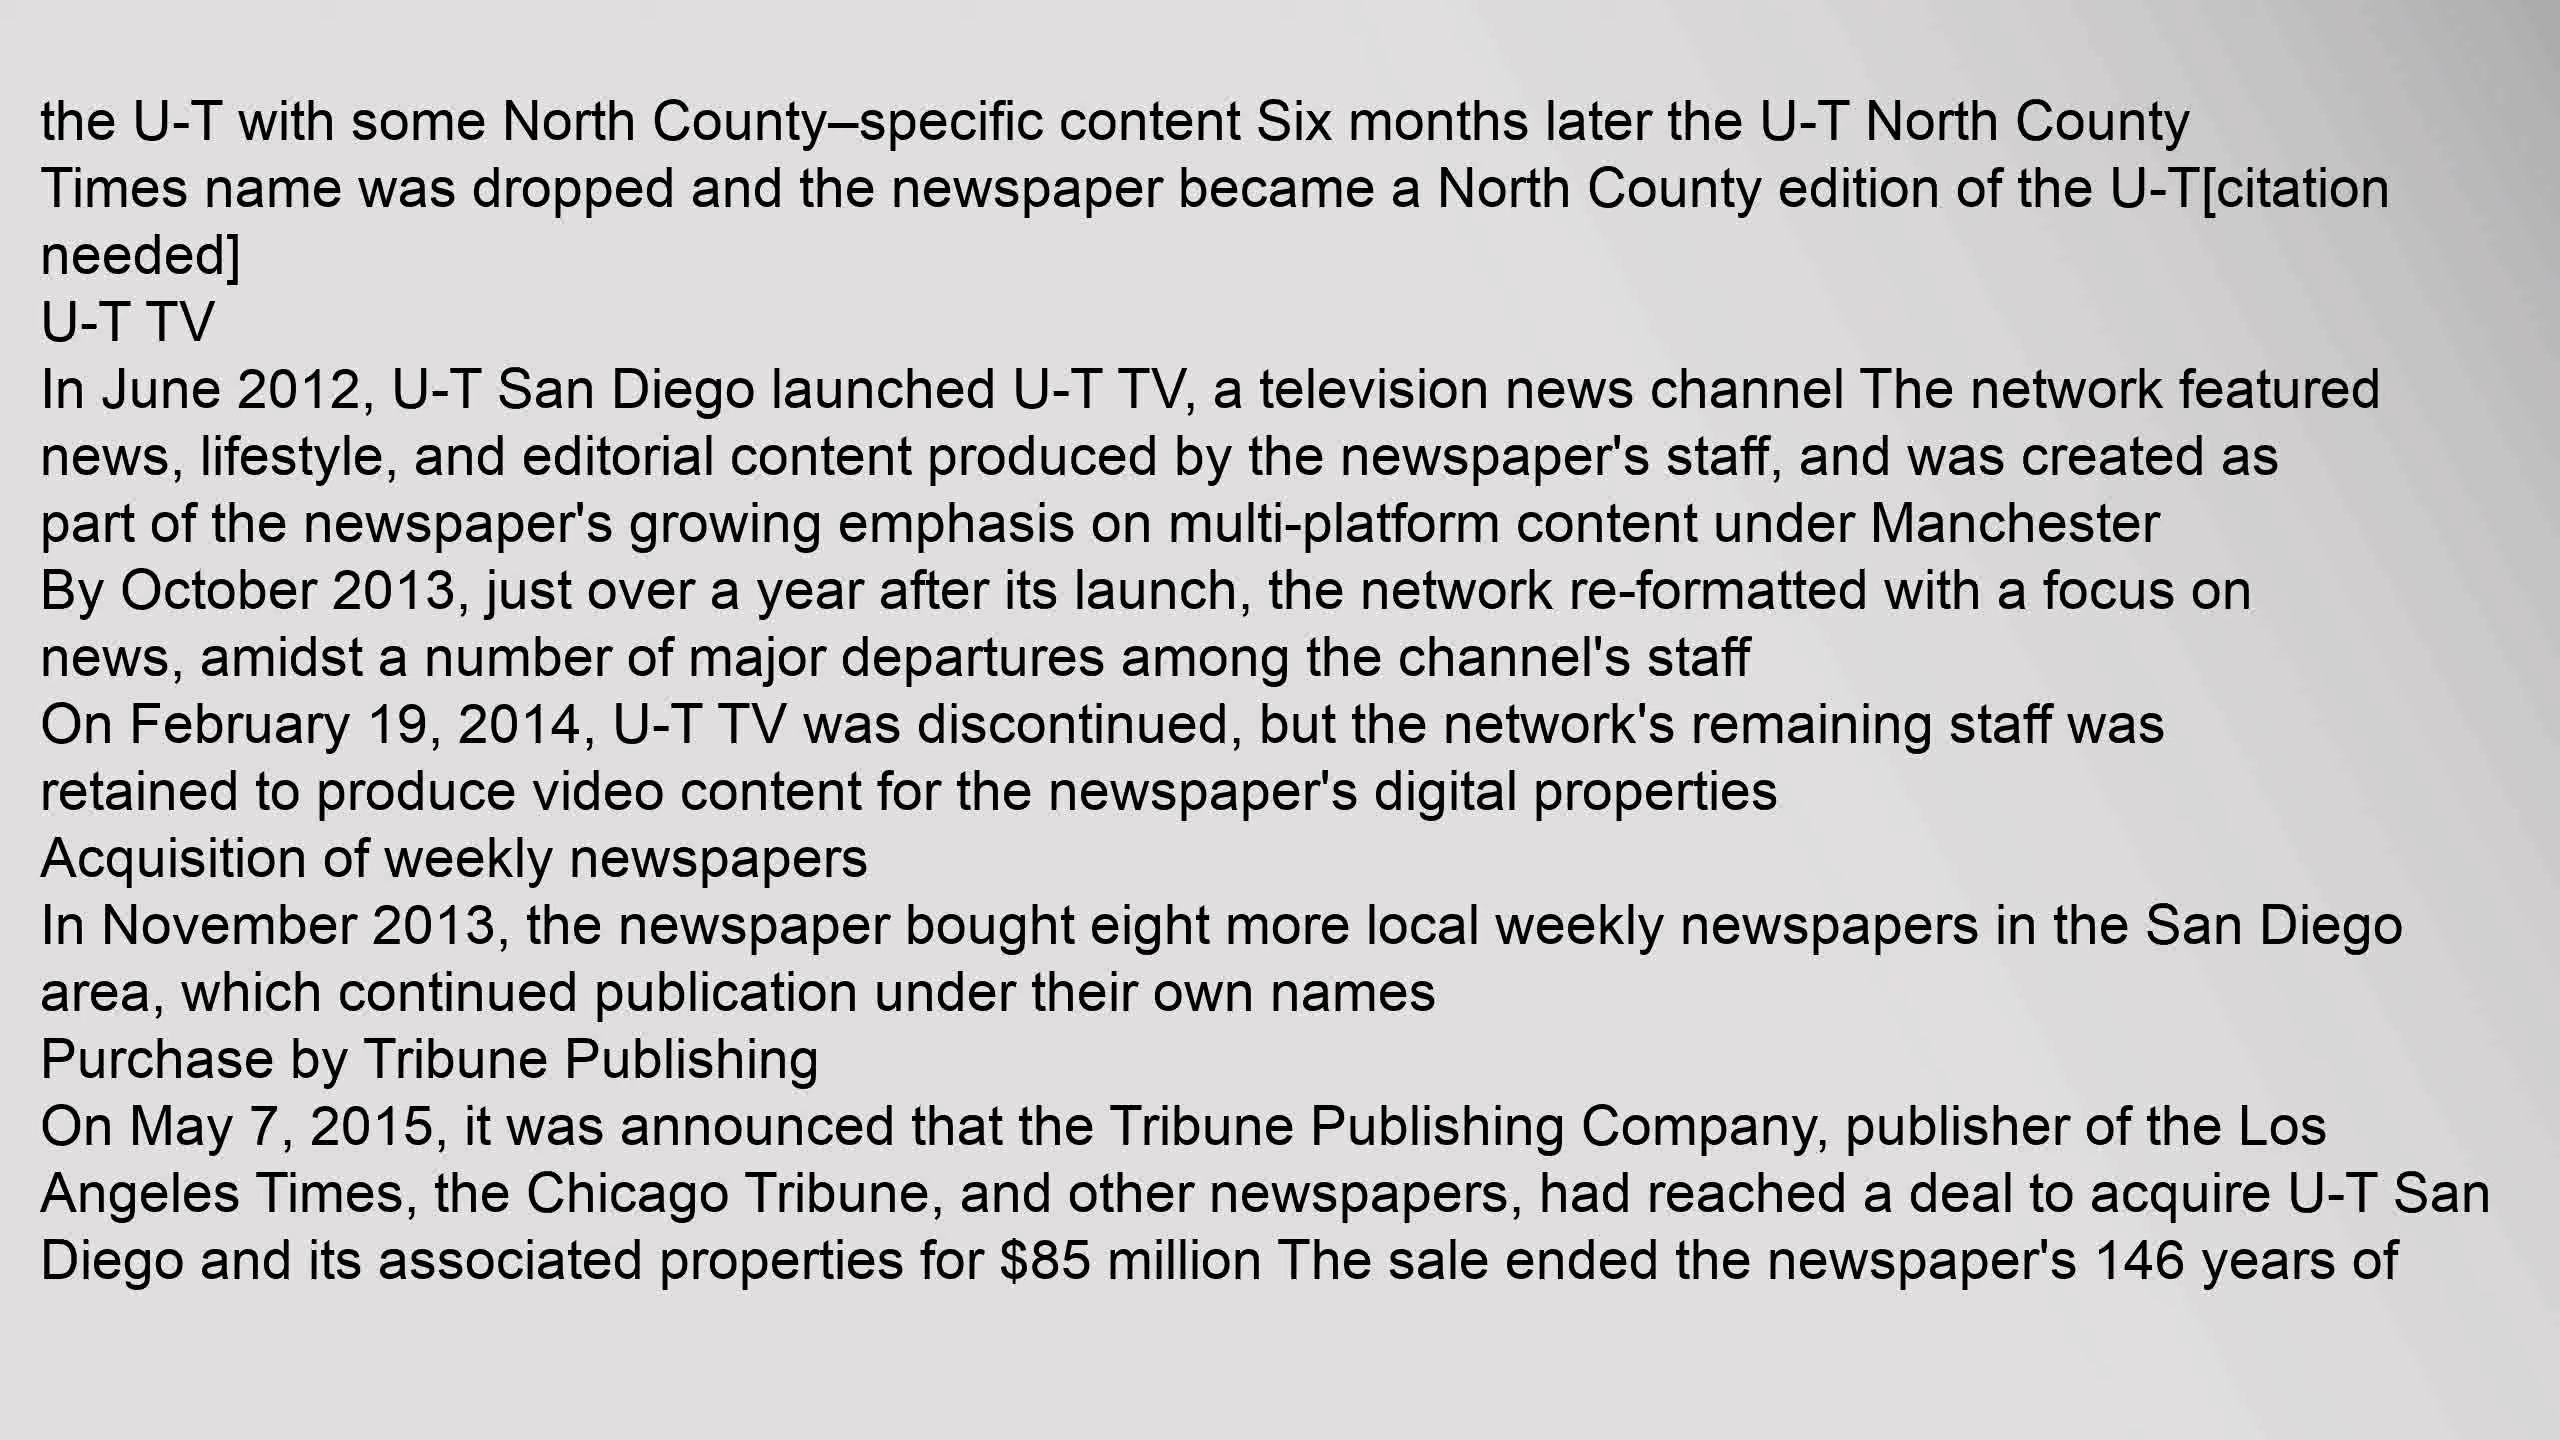 the U-T with some North County–specific content Six months later the U-T North County
Times name was dropped and the newspaper became a North County edition of the U-T[citation
needed]
U-T TV
In June 2012, U-T San Diego launched U-T TV, a television news channel The network featured
news, lifestyle, and editorial content produced by the newspaper's staff, and was created as
part of the newspaper's growing emphasis on multi-platform content under Manchester
By October 2013, just over a year after its launch, the network re-formatted with a focus on
news, amidst a number of major departures among the channel's staff
On February 19, 2014, U-T TV was discontinued, but the network's remaining staff was
retained to produce video content for the newspaper's digital properties
Acquisition of weekly newspapers
In November 2013, the newspaper bought eight more local weekly newspapers in the San Diego
area, which continued publication under their own names
Purchase by Tribune Publishing
On May 7, 2015, it was announced that the Tribune Publishing Company, publisher of the Los
Angeles Times, the Chicago Tribune, and other newspapers, had reached a deal to acquire U-T San
Diego and its associated properties for $85 million The sale ended the newspaper's 146 years of